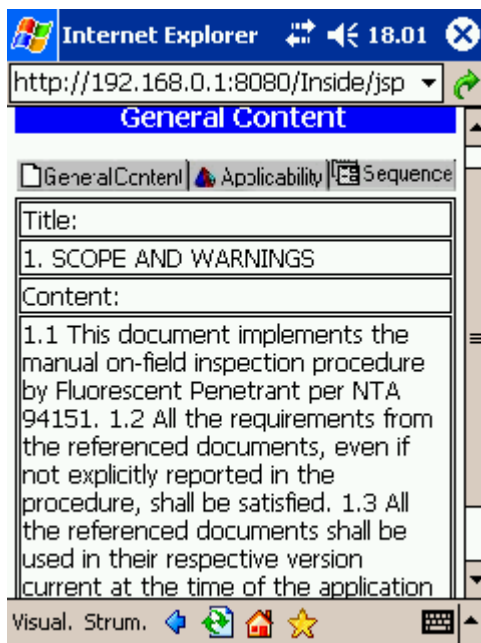 Internet Explorer 18.01
http://192.168.0.1:8080/Inside/jsp
General Content
General Content Applicability Sequence
Title:
1. SCOPE AND WARNINGS
Content:
1.1 This document implements the
manual on-field inspection procedure
by Fluorescent Penetrant per NTA
94151. 1.2 All the requirements from
the referenced documents, even if
not explicitly reported in the
procedure, shall be satisfied. 1.3 All
the referenced documents shall be
used in their respective version
current at the time of the application
Visual. Strum.